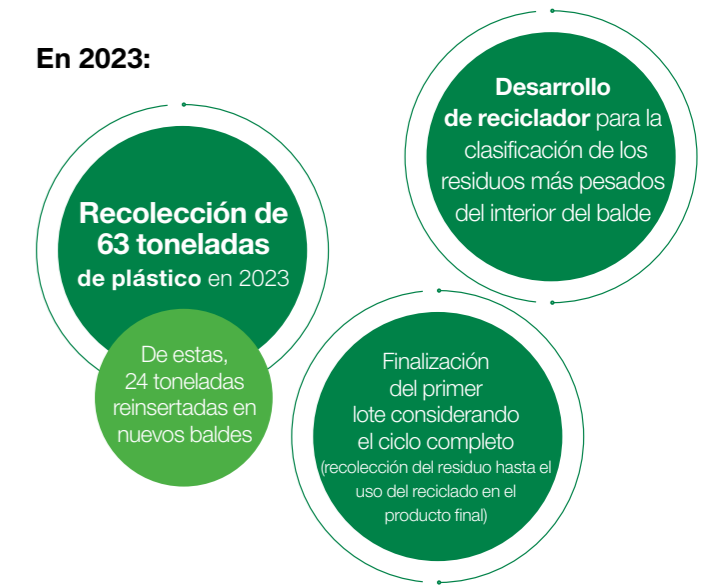 En 2023:
Recolección de
63 toneladas
de plástico en 2023
De estas,
24 toneladas
reinsertadas en
nuevos baldes
Desarrollo
de reciclador para la
clasificación de los
residuos más pesados
del interior del balde
Finalización
del primer
lote considerando
el ciclo completo
(recolección del residuo hasta el
uso del reciclado en el
producto final)